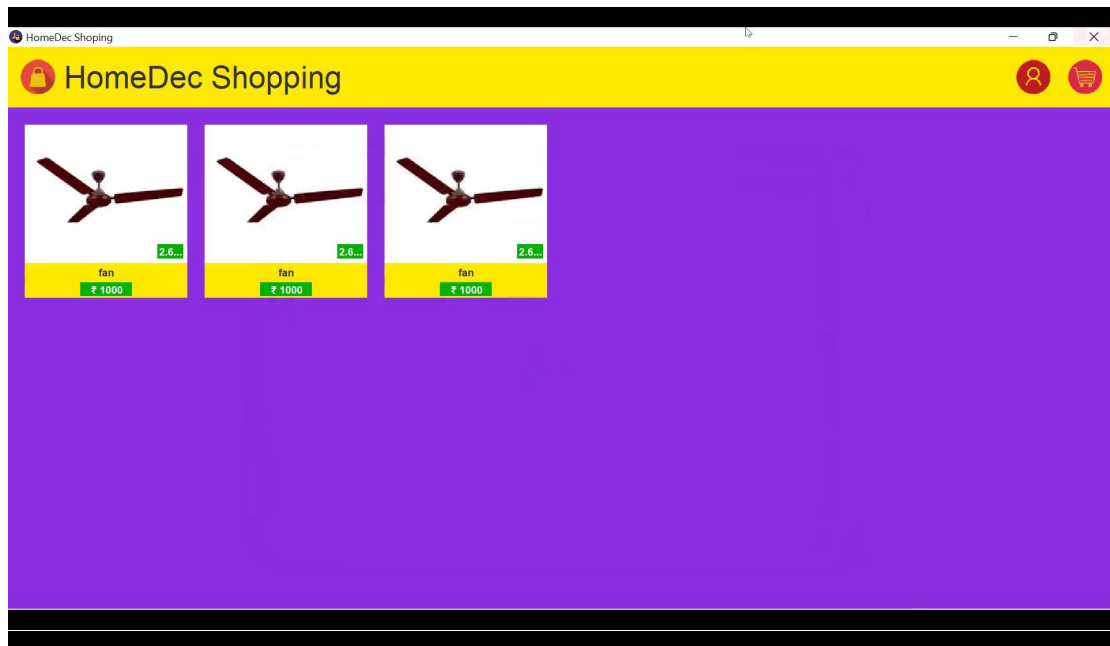 HomeDec Shoping
HomeDec Shopping
2.6... 2.6... 2.6...
fan fan fan
₹ 1000 ₹ 1000 ₹ 1000